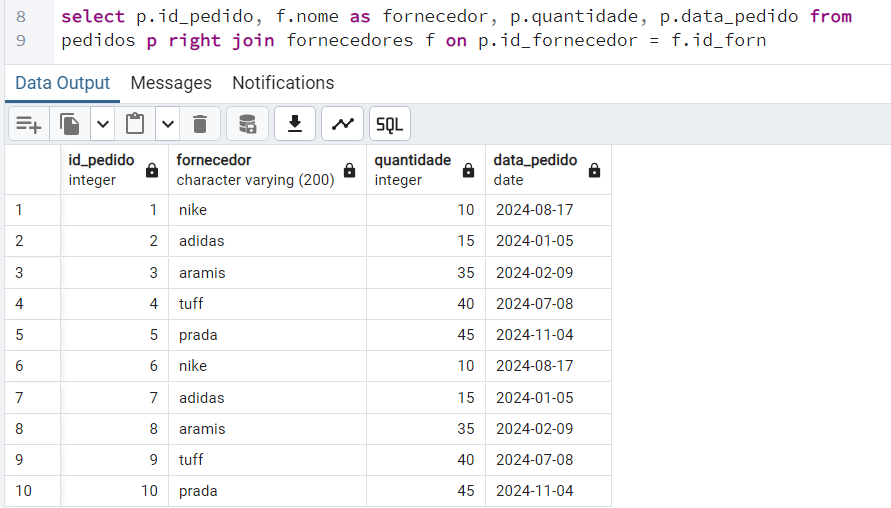 8 select p.id_pedido, f.nome as fornecedor, p.quantidade, p.data_pedido from
9 pedidos p right join fornecedores f on p.id_fornecedor = f.id_forn
Data Output Messages Notifications
SQL
id_pedido fornecedor quantidade data_pedido
integer character varying (200) integer date
1 1 nike 10 2024-08-17
2 2 adidas 15 2024-01-05
3 3 aramis 35 2024-02-09
4 4 tuff 40 2024-07-08
5 5 prada 45 2024-11-04
6 6 nike 10 2024-08-17
7 7 adidas 15 2024-01-05
8 8 aramis 35 2024-02-09
9 9 tuff 40 2024-07-08
10 10 prada 45 2024-11-04